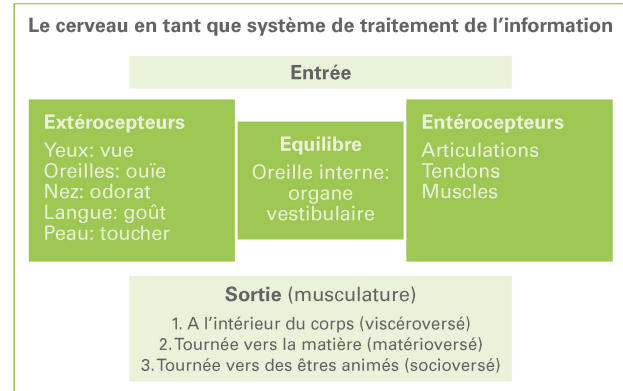 Le cerveau en tant que système de traitement de l'information
Entrée
Extérocepteurs
Yeux: vue
Oreilles: ouïe
Nez: odorat
Langue: goût
Peau: toucher
Equilibre
Oreille interne:
organe
vestibulaire
Entérocepteurs
Articulations
Tendons
Muscles
Sortie (musculature)
1. A l'intérieur du corps (viscéroversé)
2. Tournée vers la matière (matérioversé)
3. Tournée vers des êtres animés (socioversé)